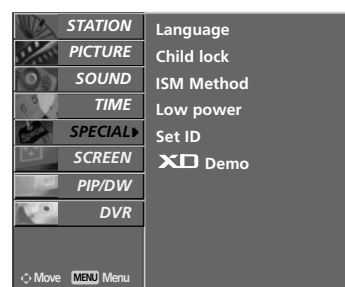 STATION
PICTURE
SOUND
TIME
SPECIAL
SCREEN
PIP/DW
DVR
Move MENU Menu
Language
Child lock
ISM Method
Low power
Set ID
XD Demo